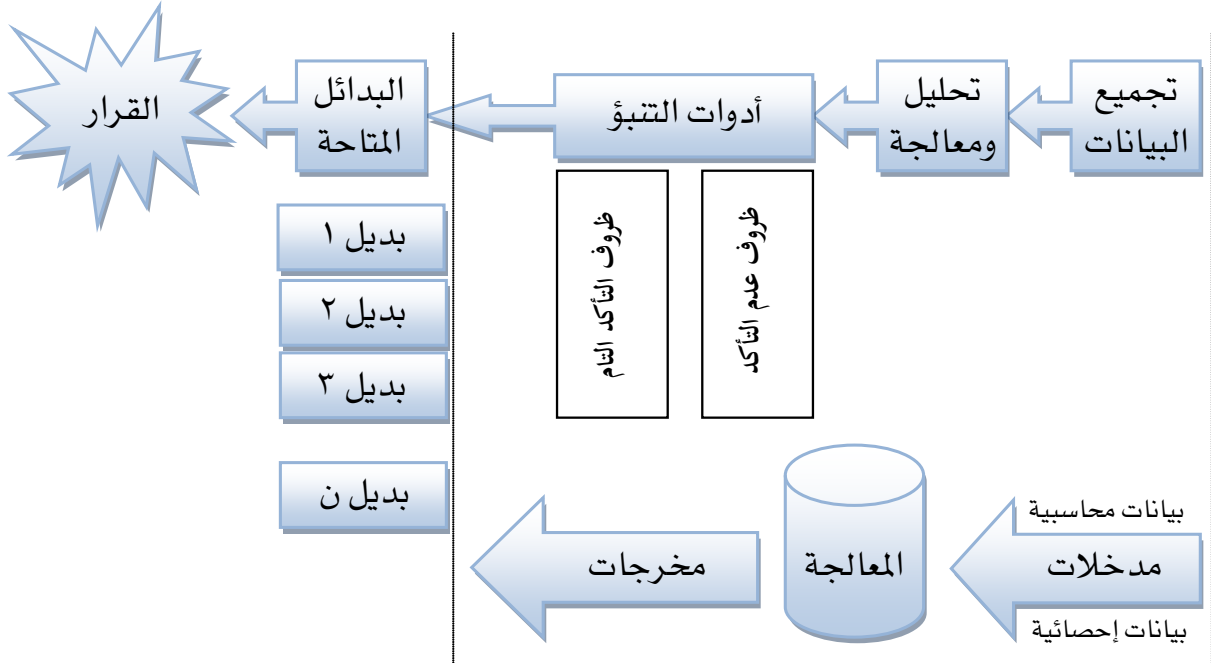 تجميع
البيانات
تحليل
ومعالجة
أدوات التنبؤ
البدائل
المتاحة
القرار
ظروف عدم التأكد
ظروف التأكد التام
بديل ١
بديل ٢
بديل ٣
بديل ن
بيانات محاسبية
مدخلات
بيانات إحصائية
المعالجة
مخرجات